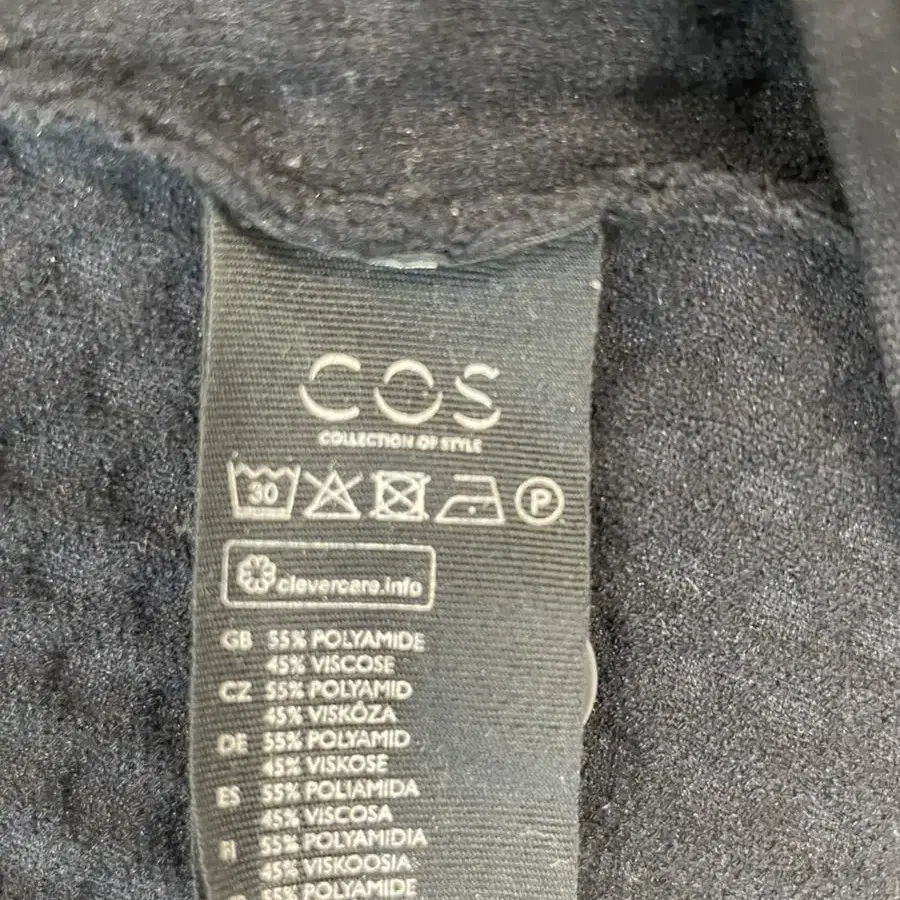 COS
COLLECTION OF STYLE
30 P
clevercare.info
GB 55% POLYAMIDE
45% VISCOSE
CZ 55% POLYAMID
45% VISKÓZA
DE 55% POLYAMID
45% VISKOSE
ES 55% POLIAMIDA
45% VISCOSA
FI 55% POLYAMIDIA
45% VISKOOSIA
55% POLYAMIDE